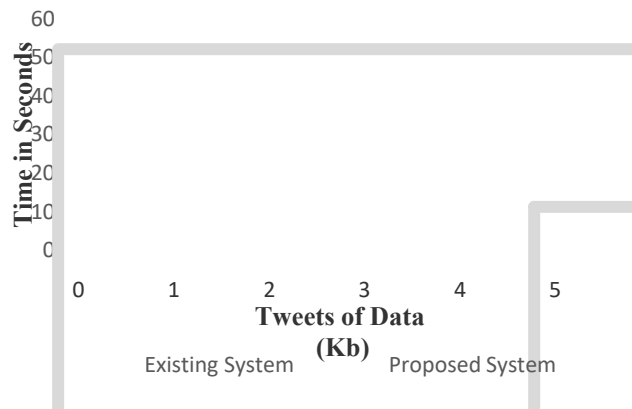 60
50
40
30
20
10
0
Time in Seconds
0 1 2 3 4 5
Tweets of Data
(Kb)
Existing System Proposed System